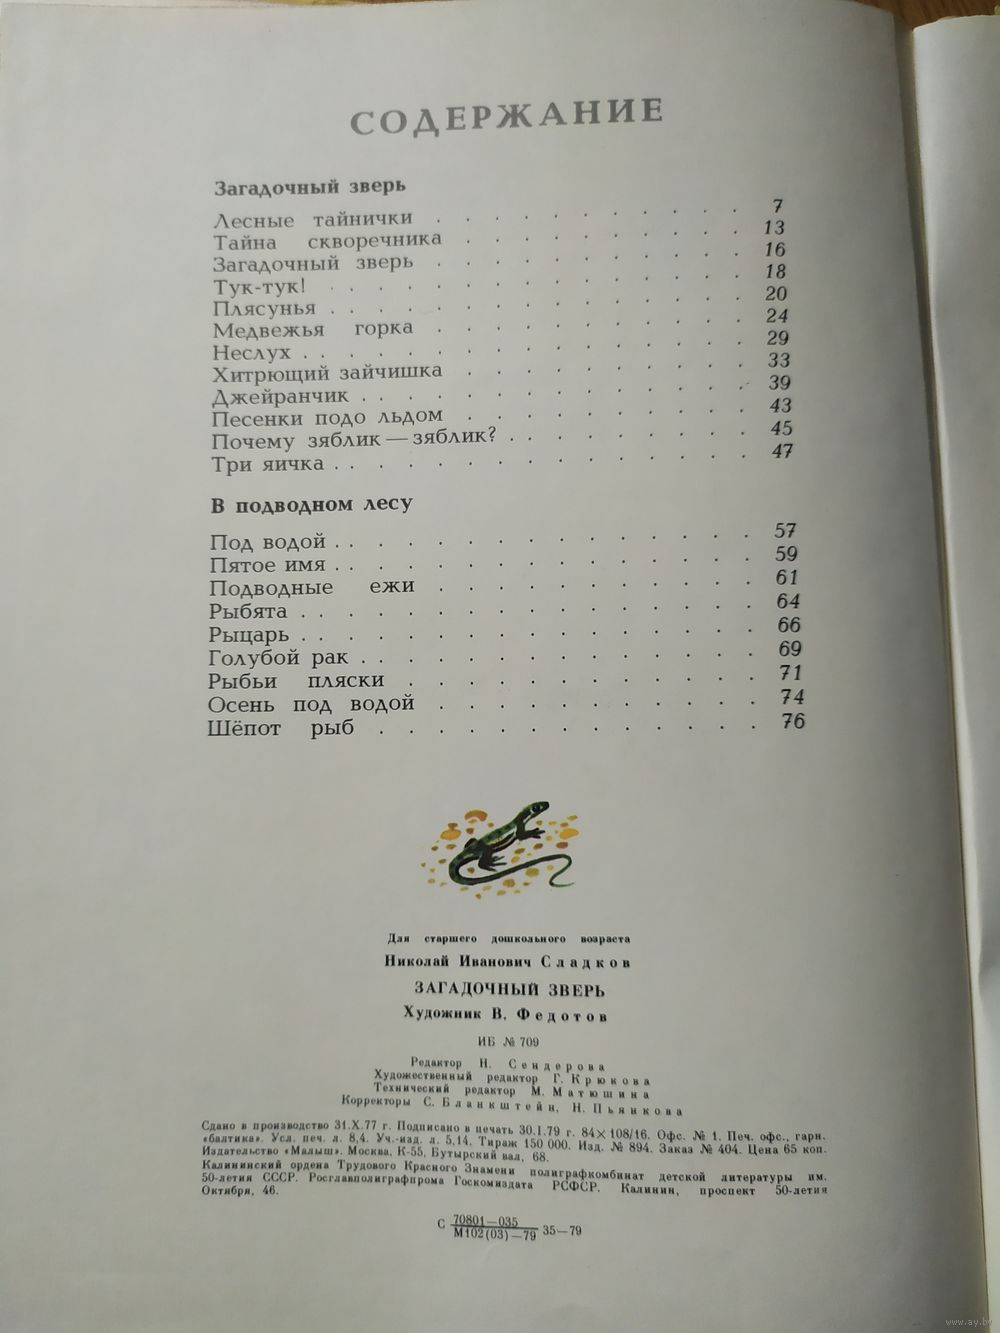 СОДЕРЖАНИЕ
Загадочный зверь
Лесные тайнички . . . . . . . . . . . 7
Тайна скворечника . . . . . . . . . . 13
Загадочный зверь . . . . . . . . . . . 16
Тук-тук! . . . . . . . . . . . . . . 18
Плясунья . . . . . . . . . . . . . . 20
Медвежья горка . . . . . . . . . . . 24
Неслух . . . . . . . . . . . . . . . 29
Хитрющий зайчишка . . . . . . . . . . 33
Джейранчик . . . . . . . . . . . . . 39
Песенки подо льдом . . . . . . . . . . 43
Почему зяблик — зяблик? . . . . . . . . . 45
Три яичка . . . . . . . . . . . . . . 47
В подводном лесу
Под водой . . . . . . . . . . . . . . 57
Пятое имя . . . . . . . . . . . . . . 59
Подводные ежи . . . . . . . . . . . 61
Рыбята . . . . . . . . . . . . . . . 64
Рыцарь . . . . . . . . . . . . . . . 66
Голубой рак . . . . . . . . . . . . . 69
Рыбьи пляски . . . . . . . . . . . . 71
Осень под водой . . . . . . . . . . . 74
Шёпот рыб . . . . . . . . . . . . . 76
Для старшего дошкольного возраста
Николай Иванович Сладков
ЗАГАДОЧНЫЙ ЗВЕРЬ
Художник В. Федотов
ИБ № 709
Редактор Н. Сендерова
Художественный редактор Г. Крюкова
Технический редактор М. Матюшина
Корректоры С. Бланкштейн, Н. Пьянкова
Сдано в производство 31.X.77 г. Подписано в печать 30.I.79 г. 84×108/16. Офс. № 1. Печ. офс., гарн.
«балтика». Усл. печ. л. 8,4. Уч.-изд. л. 5,14. Тираж 150 000. Изд. № 894. Заказ № 404. Цена 65 коп.
Издательство «Малыш». Москва, К-55, Бутырский вал, 68.
Калининский ордена Трудового Красного Знамени полиграфкомбинат детской литературы им.
50-летия СССР. Росглавполиграфпрома Госкомиздата РСФСР. Калинин, проспект 50-летия
Октября, 46.
С 70801—035
М102(03)—79 35—79
www.ay.by